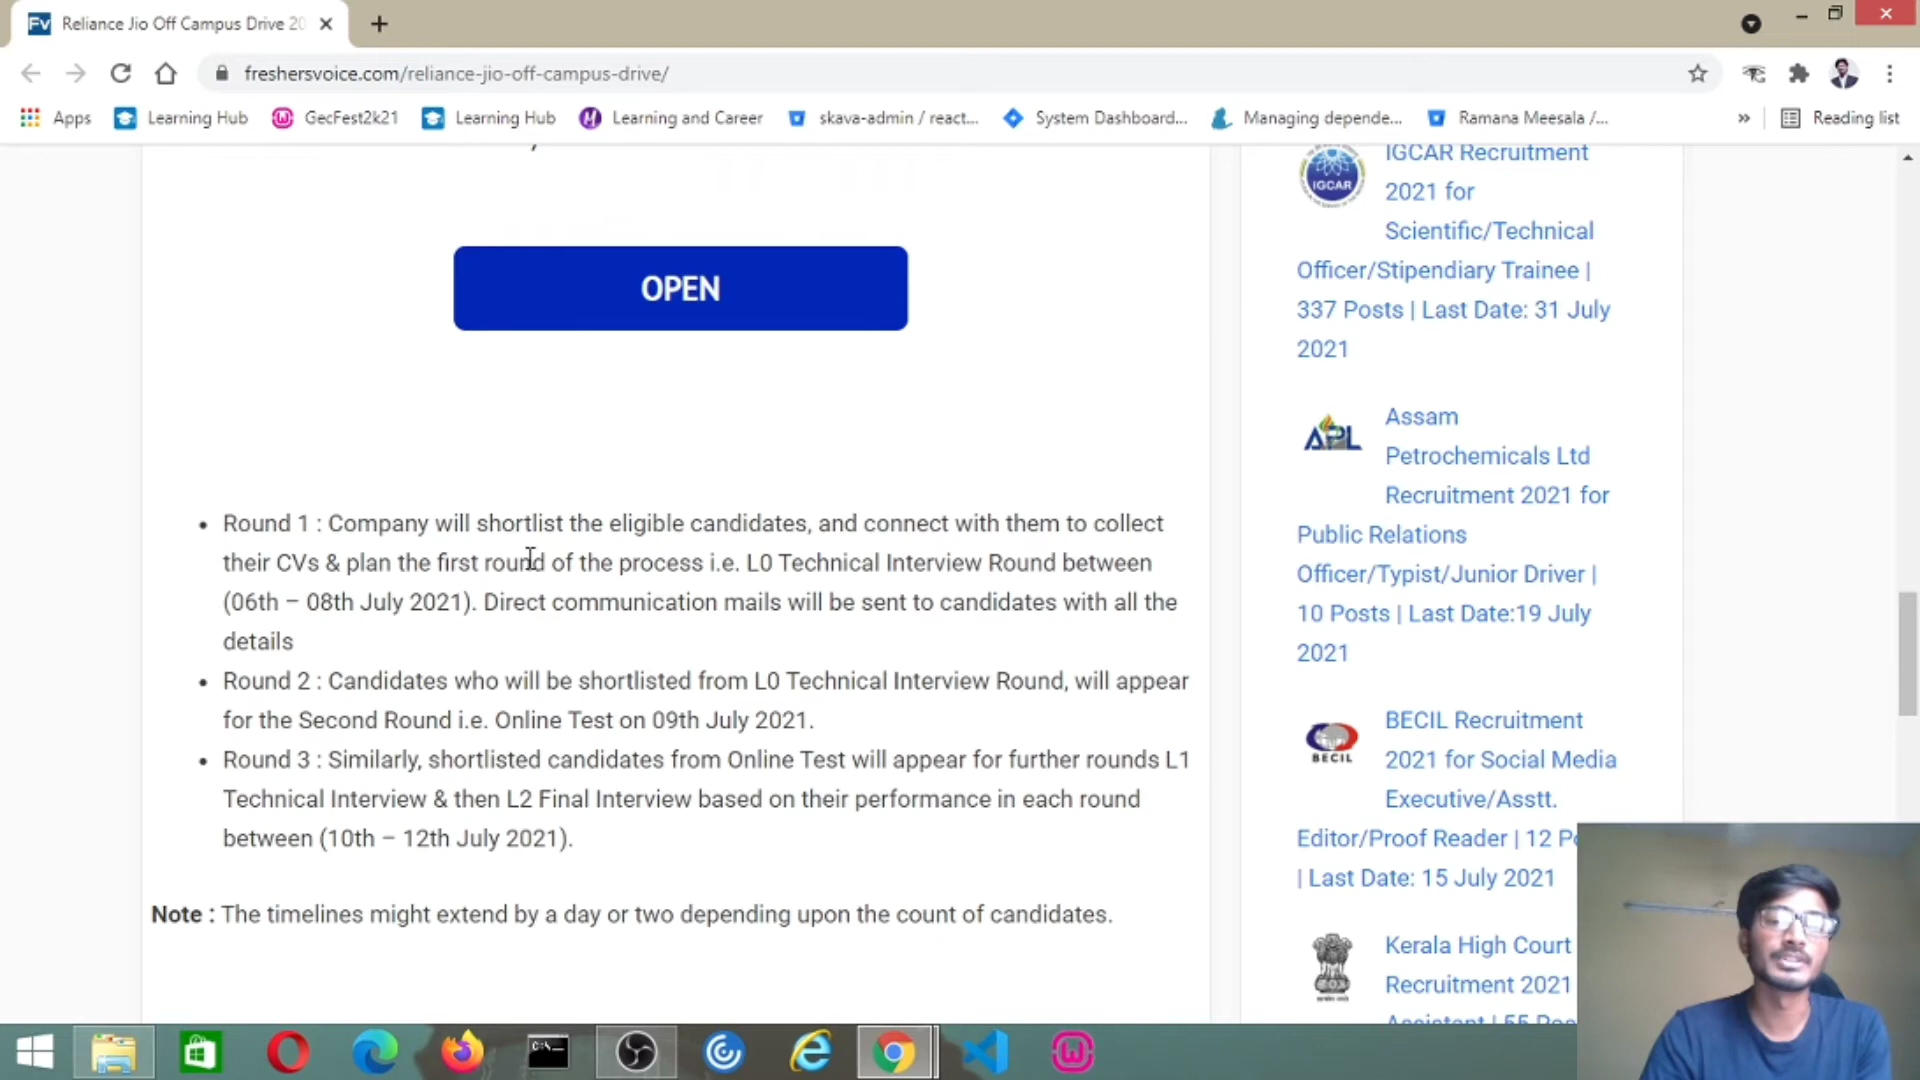 Fv Reliance Jio Off Campus Drive 20
freshersvoice.com/reliance-jio-off-campus-drive/
Apps Learning Hub GecFest2k21 Learning Hub Learning and Career skava-admin / react... System Dashboard... Managing depende... Ramana Meesala /... » Reading list
OPEN
• Round 1 : Company will shortlist the eligible candidates, and connect with them to collect
their CVs & plan the first round of the process i.e. L0 Technical Interview Round between
(06th – 08th July 2021). Direct communication mails will be sent to candidates with all the
details
• Round 2 : Candidates who will be shortlisted from L0 Technical Interview Round, will appear
for the Second Round i.e. Online Test on 09th July 2021.
• Round 3 : Similarly, shortlisted candidates from Online Test will appear for further rounds L1
Technical Interview & then L2 Final Interview based on their performance in each round
between (10th – 12th July 2021).
Note : The timelines might extend by a day or two depending upon the count of candidates.
IGCAR
IGCAR Recruitment
2021 for
Scientific/Technical
Officer/Stipendiary Trainee |
337 Posts | Last Date: 31 July
2021
APL
Assam
Petrochemicals Ltd
Recruitment 2021 for
Public Relations
Officer/Typist/Junior Driver |
10 Posts | Last Date:19 July
2021
BECIL
BECIL Recruitment
2021 for Social Media
Executive/Asstt.
Editor/Proof Reader | 12
| Last Date: 15 July 2021
Kerala High Court
Recruitment 2021
Assistant | 55